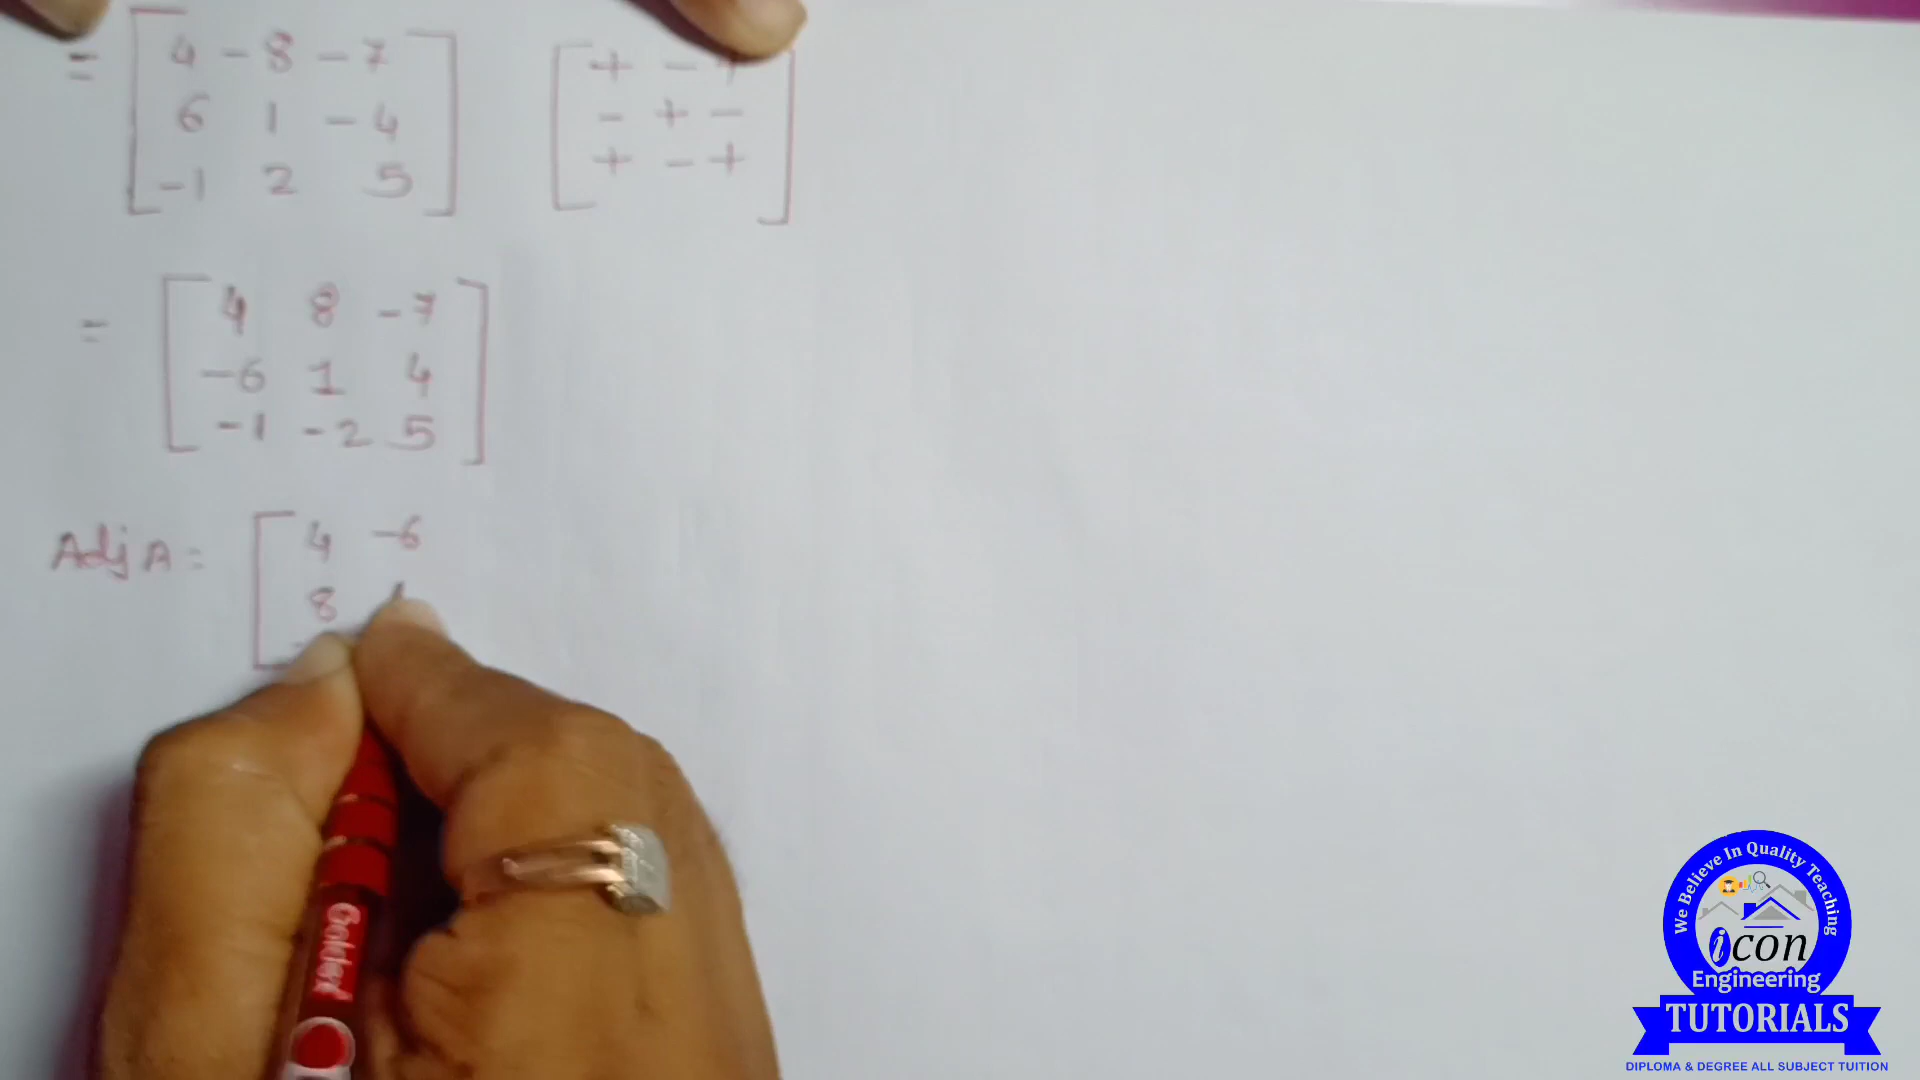 = [ 4 - 8 - 7 ] [ + - + ]
6 1 - 4 - + -
-1 2 5 + - +
= [ 4 8 - 7 ]
-6 1 4
-1 -2 5
Adj A = [ 4 -6
8 1
We Believe In Quality Teaching
icon
Engineering
TUTORIALS
DIPLOMA & DEGREE ALL SUBJECT TUITION
Goldex